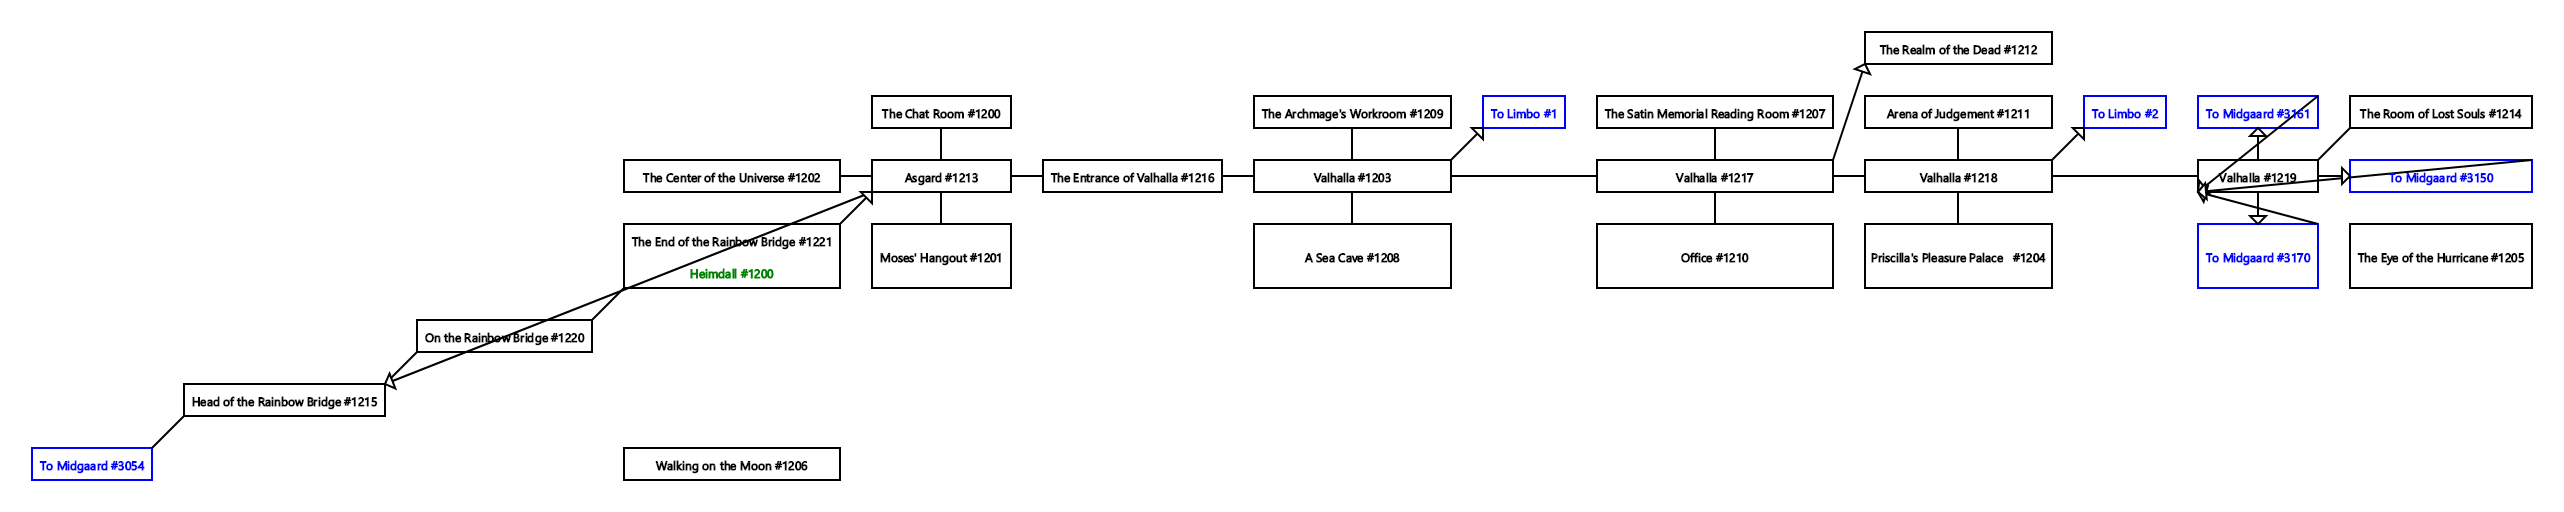 The Realm of the Dead #1212
The Chat Room #1200
The Archmage's Workroom #1209
To Limbo #1
The Satin Memorial Reading Room #1207
Arena of Judgement #1211
To Limbo #2
To Midgaard #3161
The Room of Lost Souls #1214
The Center of the Universe #1202
Asgard #1213
The Entrance of Valhalla #1216
Valhalla #1203
Valhalla #1217
Valhalla #1218
Valhalla #1219
To Midgaard #3150
The End of the Rainbow Bridge #1221
Heimdall #1200
Moses' Hangout #1201
A Sea Cave #1208
Office #1210
Priscilla's Pleasure Palace #1204
To Midgaard #3170
The Eye of the Hurricane #1205
On the Rainbow Bridge #1220
Head of the Rainbow Bridge #1215
To Midgaard #3054
Walking on the Moon #1206